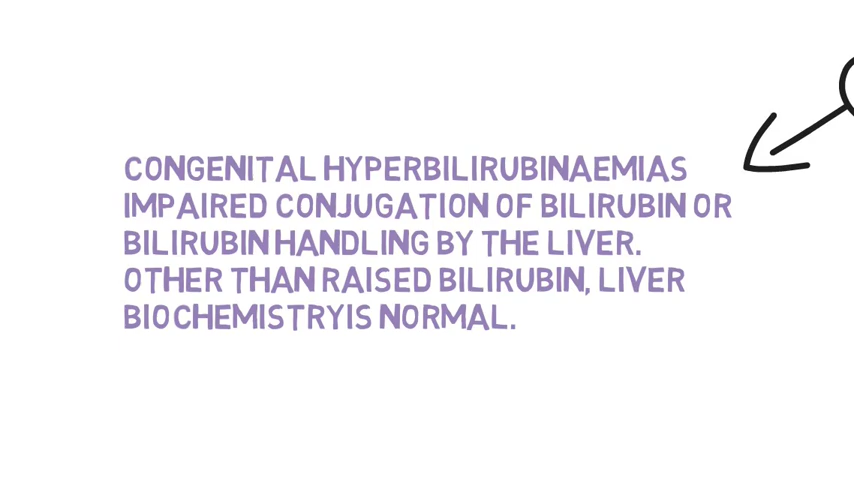 CONGENITAL HYPERBILIRUBINAEMIAS
IMPAIRED CONJUGATION OF BILIRUBIN OR
BILIRUBIN HANDLING BY THE LIVER.
OTHER THAN RAISED BILIRUBIN, LIVER
BIOCHEMISTRYIS NORMAL.